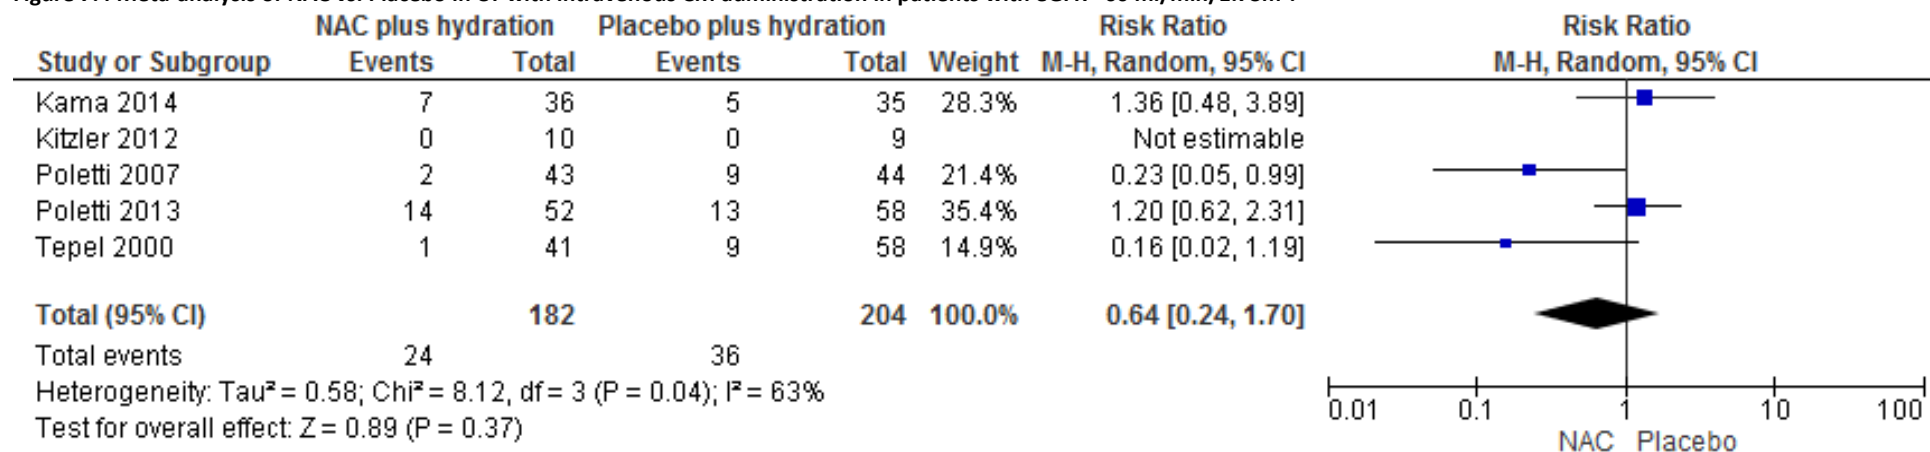 NAC plus hydration Placebo plus hydration Risk Ratio Risk Ratio
Study or Subgroup Events Total Events Total Weight M-H, Random, 95% CI M-H, Random, 95% CI
Kama 2014 7 36 5 35 28.3% 1.36 [0.48, 3.89]
Kitzler 2012 0 10 0 9 Not estimable
Poletti 2007 2 43 9 44 21.4% 0.23 [0.05, 0.99]
Poletti 2013 14 52 13 58 35.4% 1.20 [0.62, 2.31]
Tepel 2000 1 41 9 58 14.9% 0.16 [0.02, 1.19]
Total (95% CI) 182 204 100.0% 0.64 [0.24, 1.70]
Total events 24 36
Heterogeneity: Tau² = 0.58; Chi² = 8.12, df = 3 (P = 0.04); I² = 63%
Test for overall effect: Z = 0.89 (P = 0.37)
0.01 0.1 1 10 100
NAC Placebo